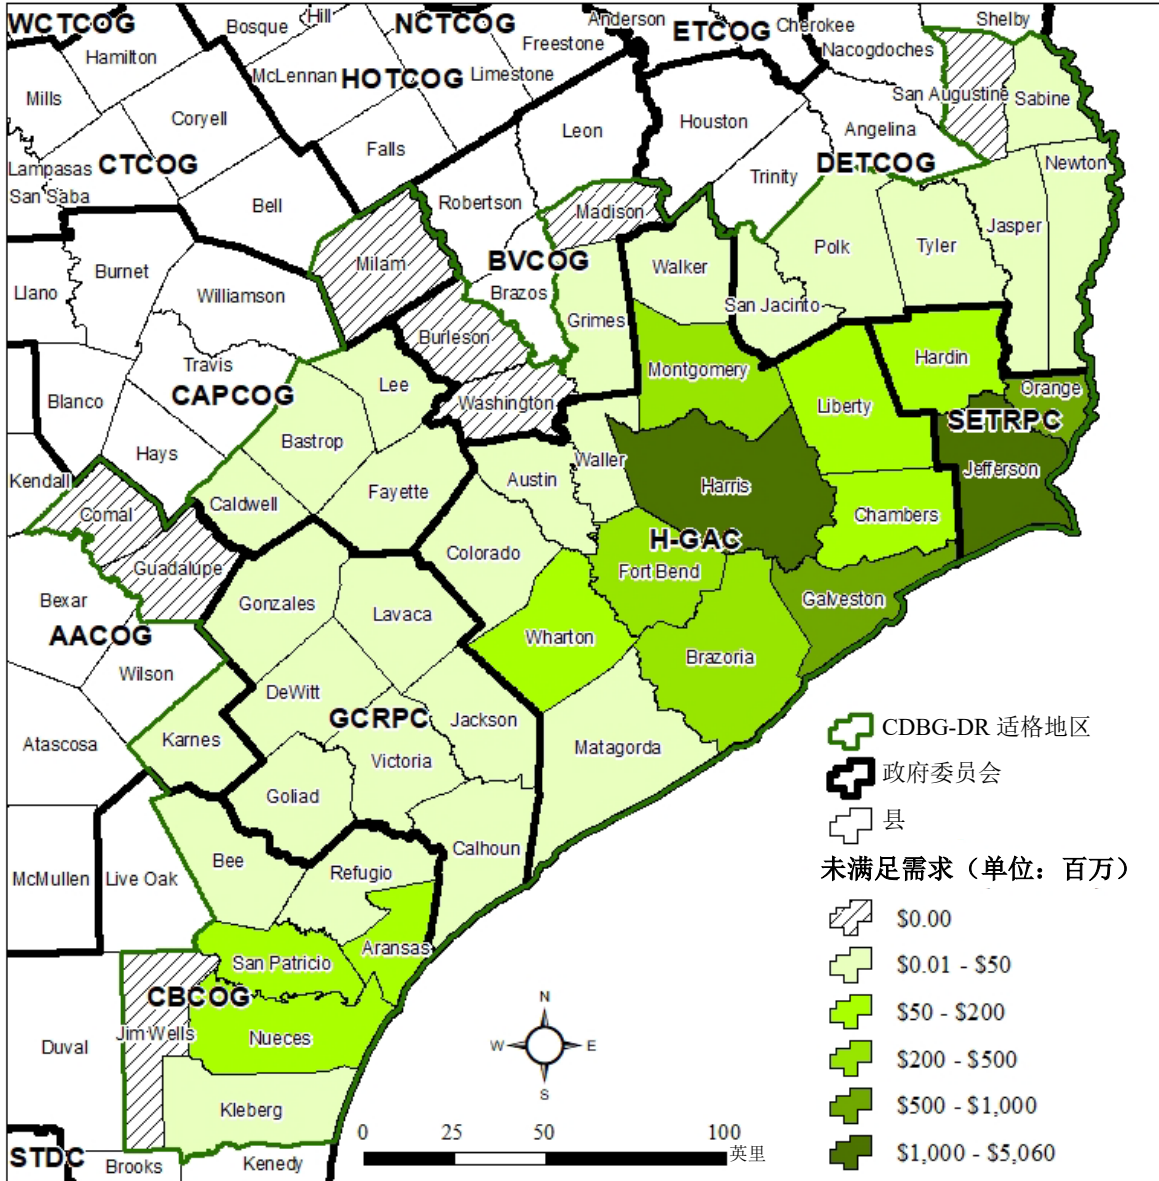 WCTCOG
Bosque
Hill
NCTCOG
Anderson
ETCOG
Cherokee
Shelby
Hamilton
Freestone
Nacogdoches
McLennan
HOTCOG
Limestone
Mills
San Augustine
Sabine
Coryell
Leon
Houston
Angelina
Falls
Lampasas
CTCOG
DETCOG
Newton
San Saba
Bell
Robertson
Trinity
Madison
Jasper
Milam
BVCOG
Polk
Tyler
Burnet
Walker
Llano
Williamson
Brazos
San Jacinto
Grimes
Burleson
Travis
Montgomery
Hardin
CAPCOG
Lee
Orange
Blanco
Washington
Liberty
SETRPC
Bastrop
Hays
Waller
Jefferson
Kendall
Austin
Fayette
Harris
Caldwell
Comal
Chambers
H-GAC
Colorado
Guadalupe
Fort Bend
Bexar
Gonzales
Lavaca
Galveston
AACOG
Wharton
Wilson
Brazoria
DeWitt
GCRPC
Jackson
Atascosa
Karnes
Matagorda
Victoria
Goliad
Calhoun
Bee
Refugio
McMullen
Live Oak
Aransas
San Patricio
CBCOG
Jim Wells
Nueces
Duval
Kleberg
STDC
Brooks
Kenedy
N
W
E
S
0
25
50
100
英里
CDBG-DR 适格地区
政府委员会
县
未满足需求（单位：百万）
$0.00
$0.01 - $50
$50 - $200
$200 - $500
$500 - $1,000
$1,000 - $5,060